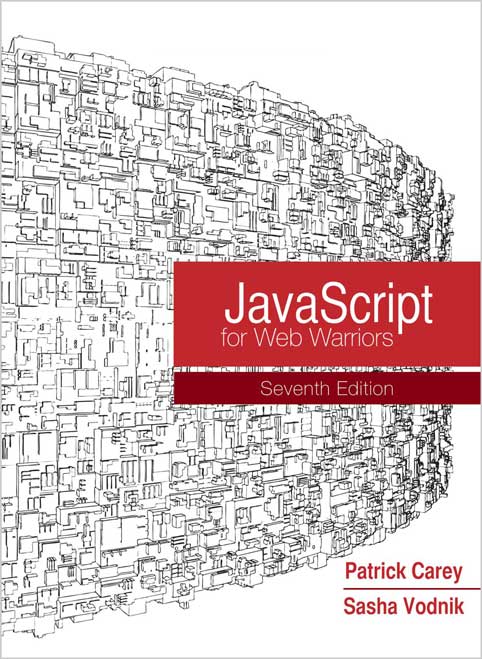 JavaScript
for Web Warriors
Seventh Edition
Patrick Carey
Sasha Vodnik